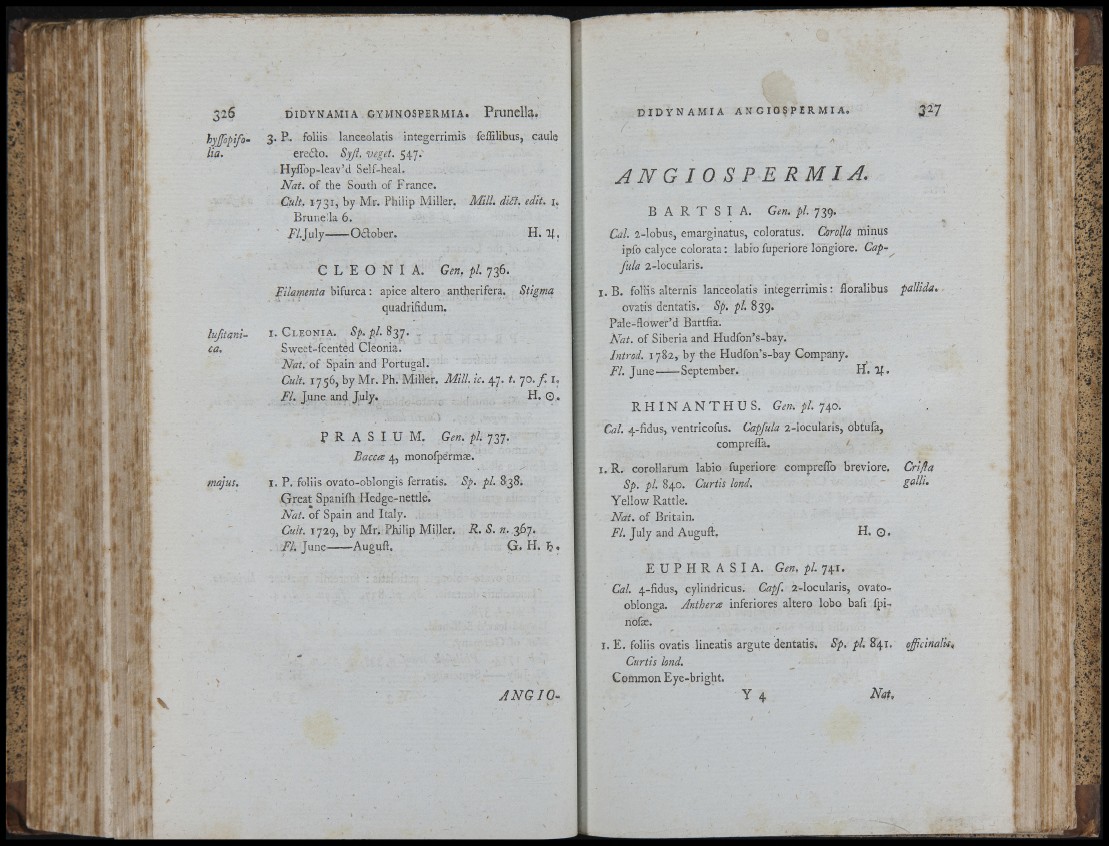 326 DIDYNAMIA GYMNOSPERMIA. Prunella.
hyſſopifo- 3. P. foliis lanceolatis integerrimis ſeſſilibus, caule
lia. erecto. Syſt. veget. 547.
Hyſſop-leav'd Self-heal.
Nat. of the South of France.
Cult. 1731, by Mr. Philip Miller. Mill. dict. edit. 1.
Brunella 6.
Fl. July——October. H. ♃.
CLEONIA. Gen. pl. 736.
Filamenta bifurca: apice altero antherifera. Stigma
quadrifidum.
luſitani- 1. CLEONIA. Sp. pl. 837.
ca. Sweet-ſcented Cleonia.
Nat. of Spain and Portugal.
Cult. 1756, by Mr. Ph. Miller. Mill. ic. 47. t. 70. f. 1.
Fl. June and July. H. ☉.
PRASIUM. Gen. pl. 737.
Baccæ 4, monoſpermæ.
majus. 1. P. foliis ovato-oblongis ſerratis. Sp. pl. 838.
Great Spaniſh Hedge-nettle.
Nat. of Spain and Italy.
Cult. 1729, by Mr. Philip Miller. R. S. n. 367.
Fl. June——Auguſt. G. H. ♄.
ANGIO-
DIDYNAMIA ANGIOSPERMIA. 327
ANGIOSPERMIA.
BARTSIA. Gen. pl. 739.
Cal. 2-lobus, emarginatus, coloratus. Corolla minus
ipſo calyce colorata: labio ſuperiore longiore. Cap-
ſula 2-locularis.
1. B. foliis alternis lanceolatis integerrimis: floralibus pallida.
ovatis dentatis. Sp. pl. 839.
Pale-flower'd Bartſia.
Nat. of Siberia and Hudſon's-bay.
Introd. 1782, by the Hudſon's-bay Company.
Fl. June——September. H. ♃.
RHINANTHUS. Gen. pl. 740.
Cal. 4-fidus, ventricoſus. Capſula 2-locularis, obtuſa,
compreſſa.
1. R. corollarum labio ſuperiore compreſſo breviore. Criſta
Sp. pl. 840. Curtis lond. galli.
Yellow Rattle.
Nat. of Britain.
Fl. July and Auguſt. H. ☉.
EUPHRASIA. Gen. pl. 741.
Cal. 4-fidus, cylindricus. Capſ. 2-locularis, ovato-
oblonga. Antheræ inferiores altero lobo baſi ſpi-
noſæ.
1. E. foliis ovatis lineatis argute dentatis. Sp. pl. 841. officinalis.
Curtis lond.
Common Eye-bright.
Y 4 Nat.